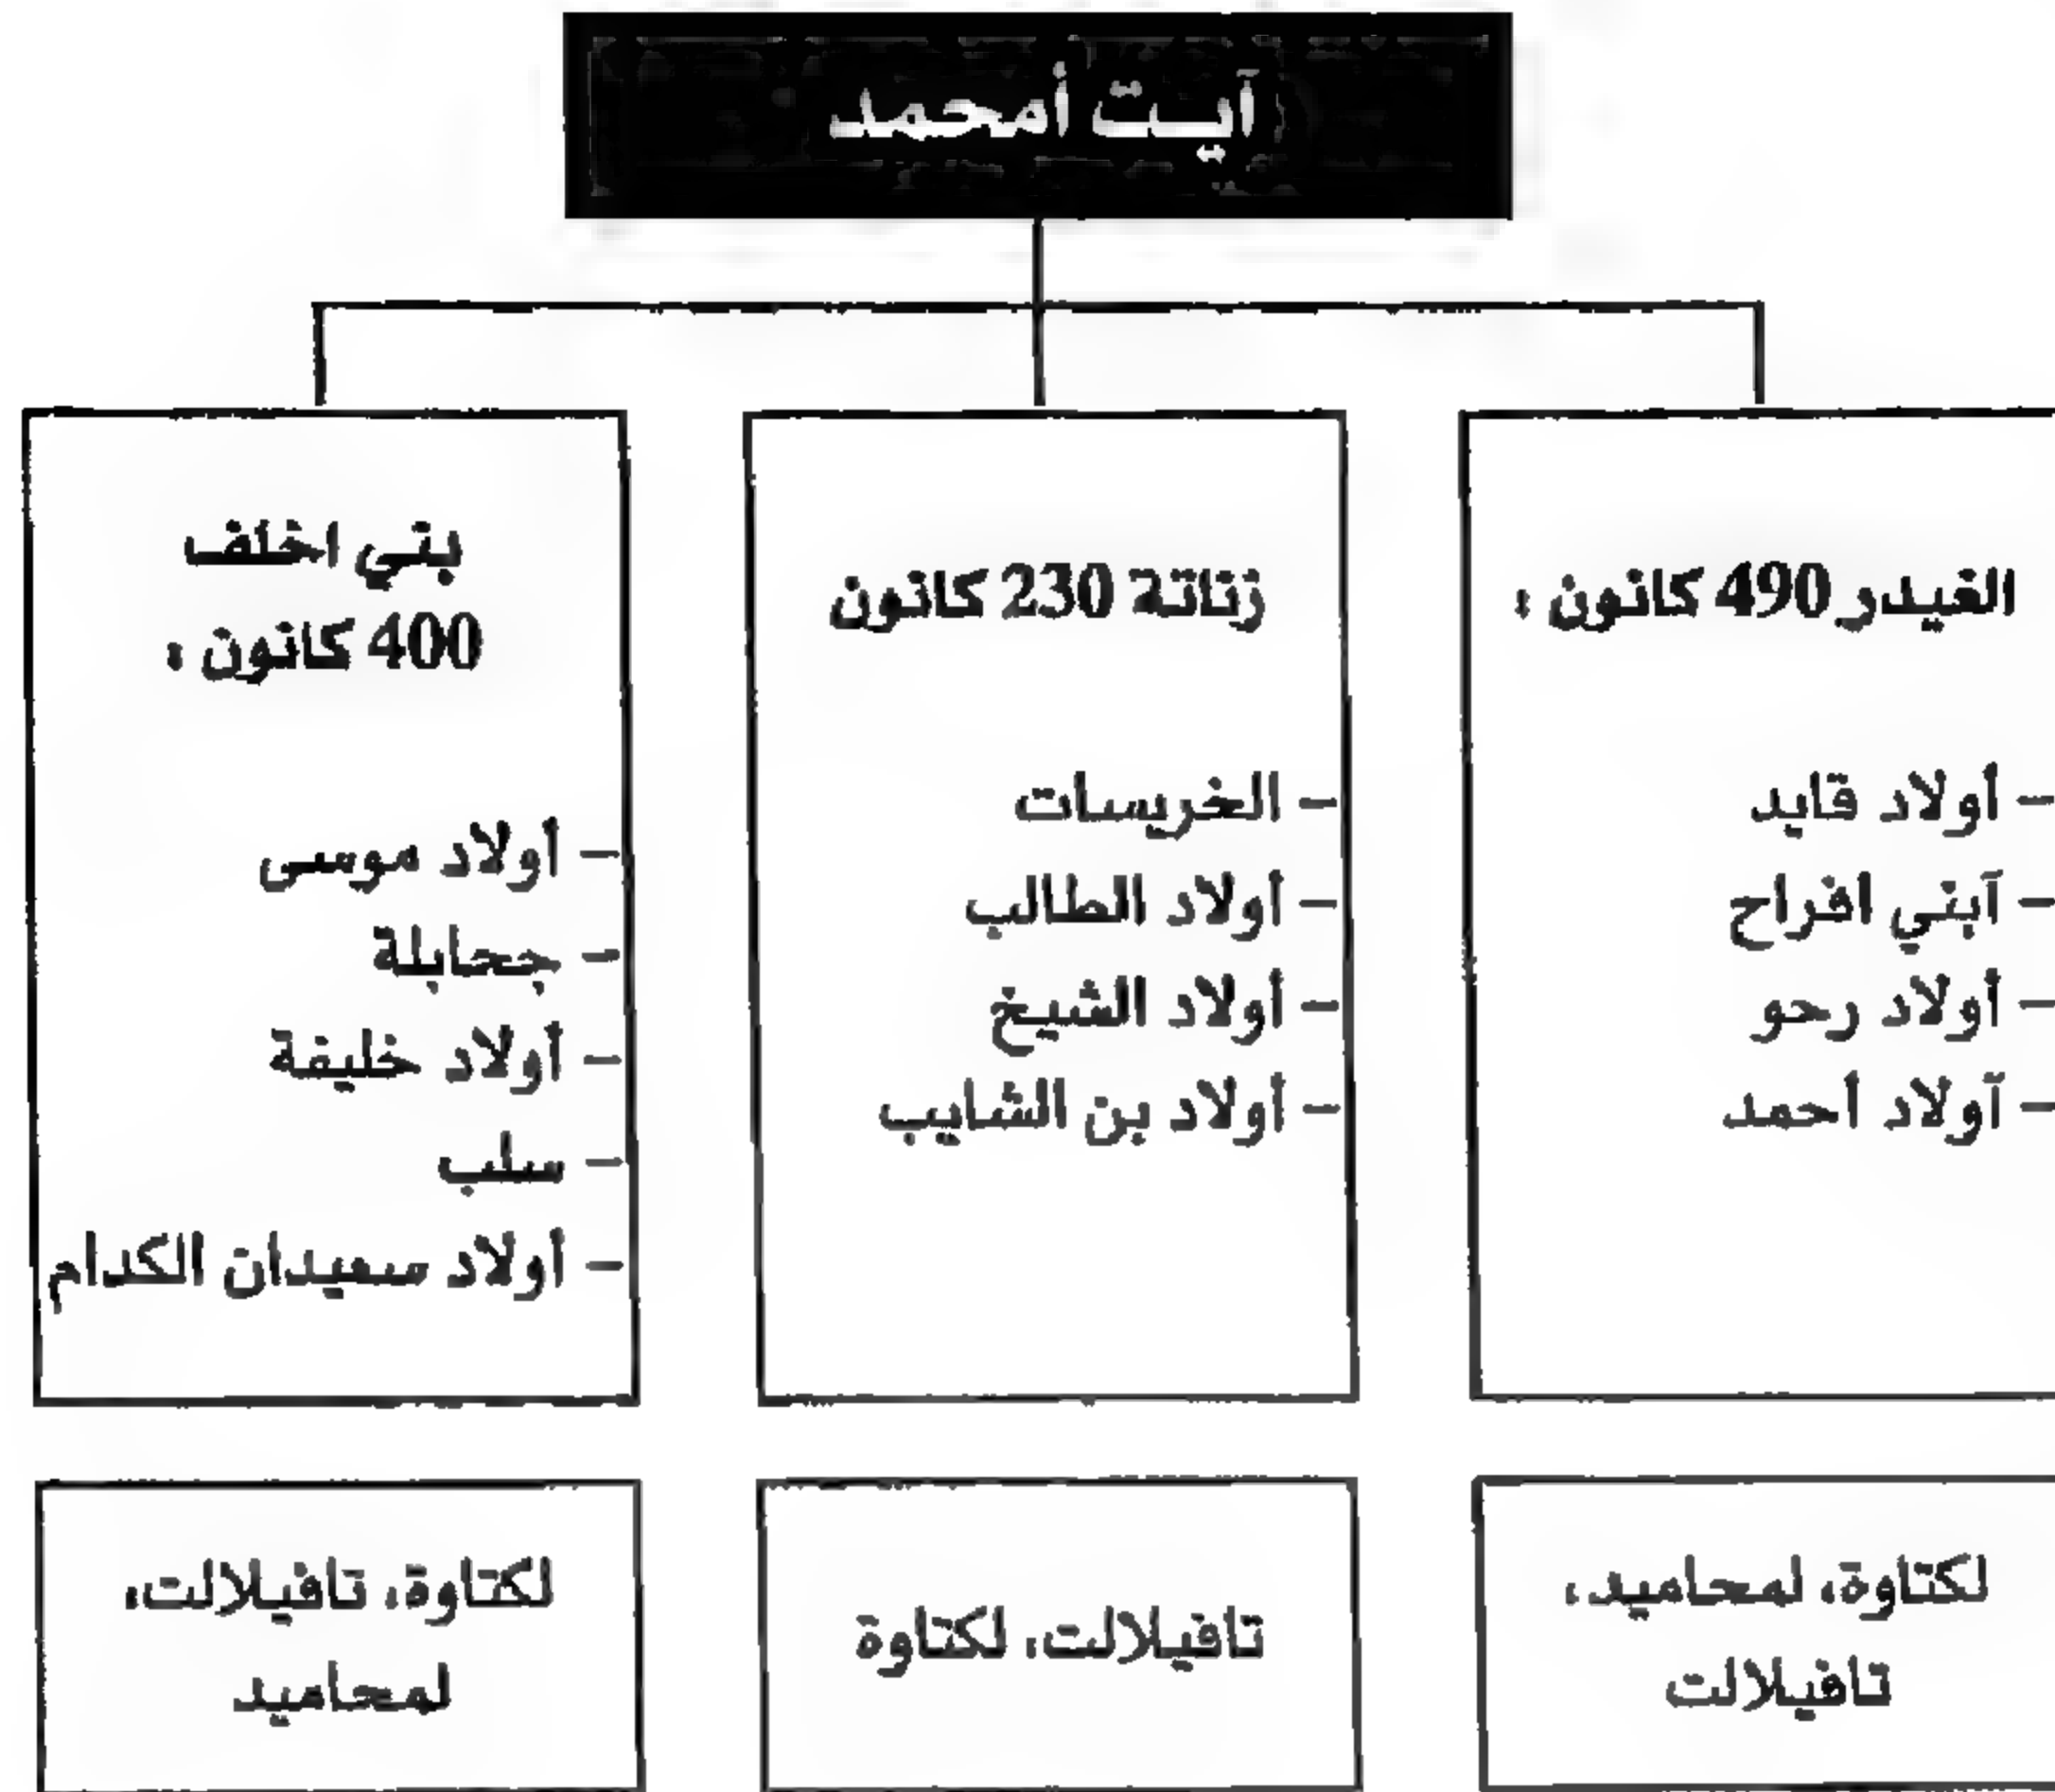 آيت أمحمد
الغيدر 490 كانون :
- أولاد قايد
- آبني افراح
- أولاد رحو
- آولاد أحمد
لكتاوة، لمحاميد،
تافيلالت
زناتة 230 كانون
- الخريسات
- أولاد الطالب
- أولاد الشيخ
- أولاد بن الشايب
تافيلالت، لكتاوة
بني اخلف
400 كانون :
- أولاد موسى
- جحابلة
- أولاد خليفة
- سلب
- أولاد سعيدان الكدام
لكتاوة، تافيلالت،
لمحاميد